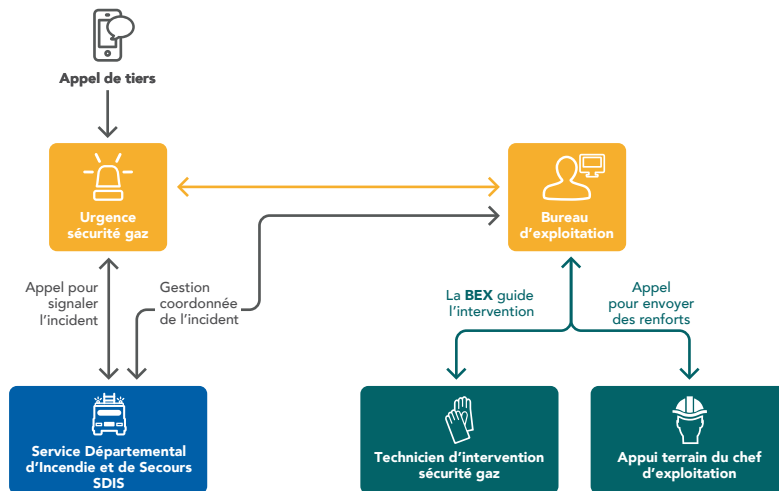 Appel de tiers
Urgence
sécurité gaz
Bureau
d'exploitation
Appel pour
signaler
l'incident
Gestion
coordonnée
de l'incident
La BEX guide
l'intervention
Appel
pour envoyer
des renforts
Service Départemental
d'Incendie et de Secours
SDIS
Technicien d'intervention
sécurité gaz
Appui terrain du chef
d'exploitation